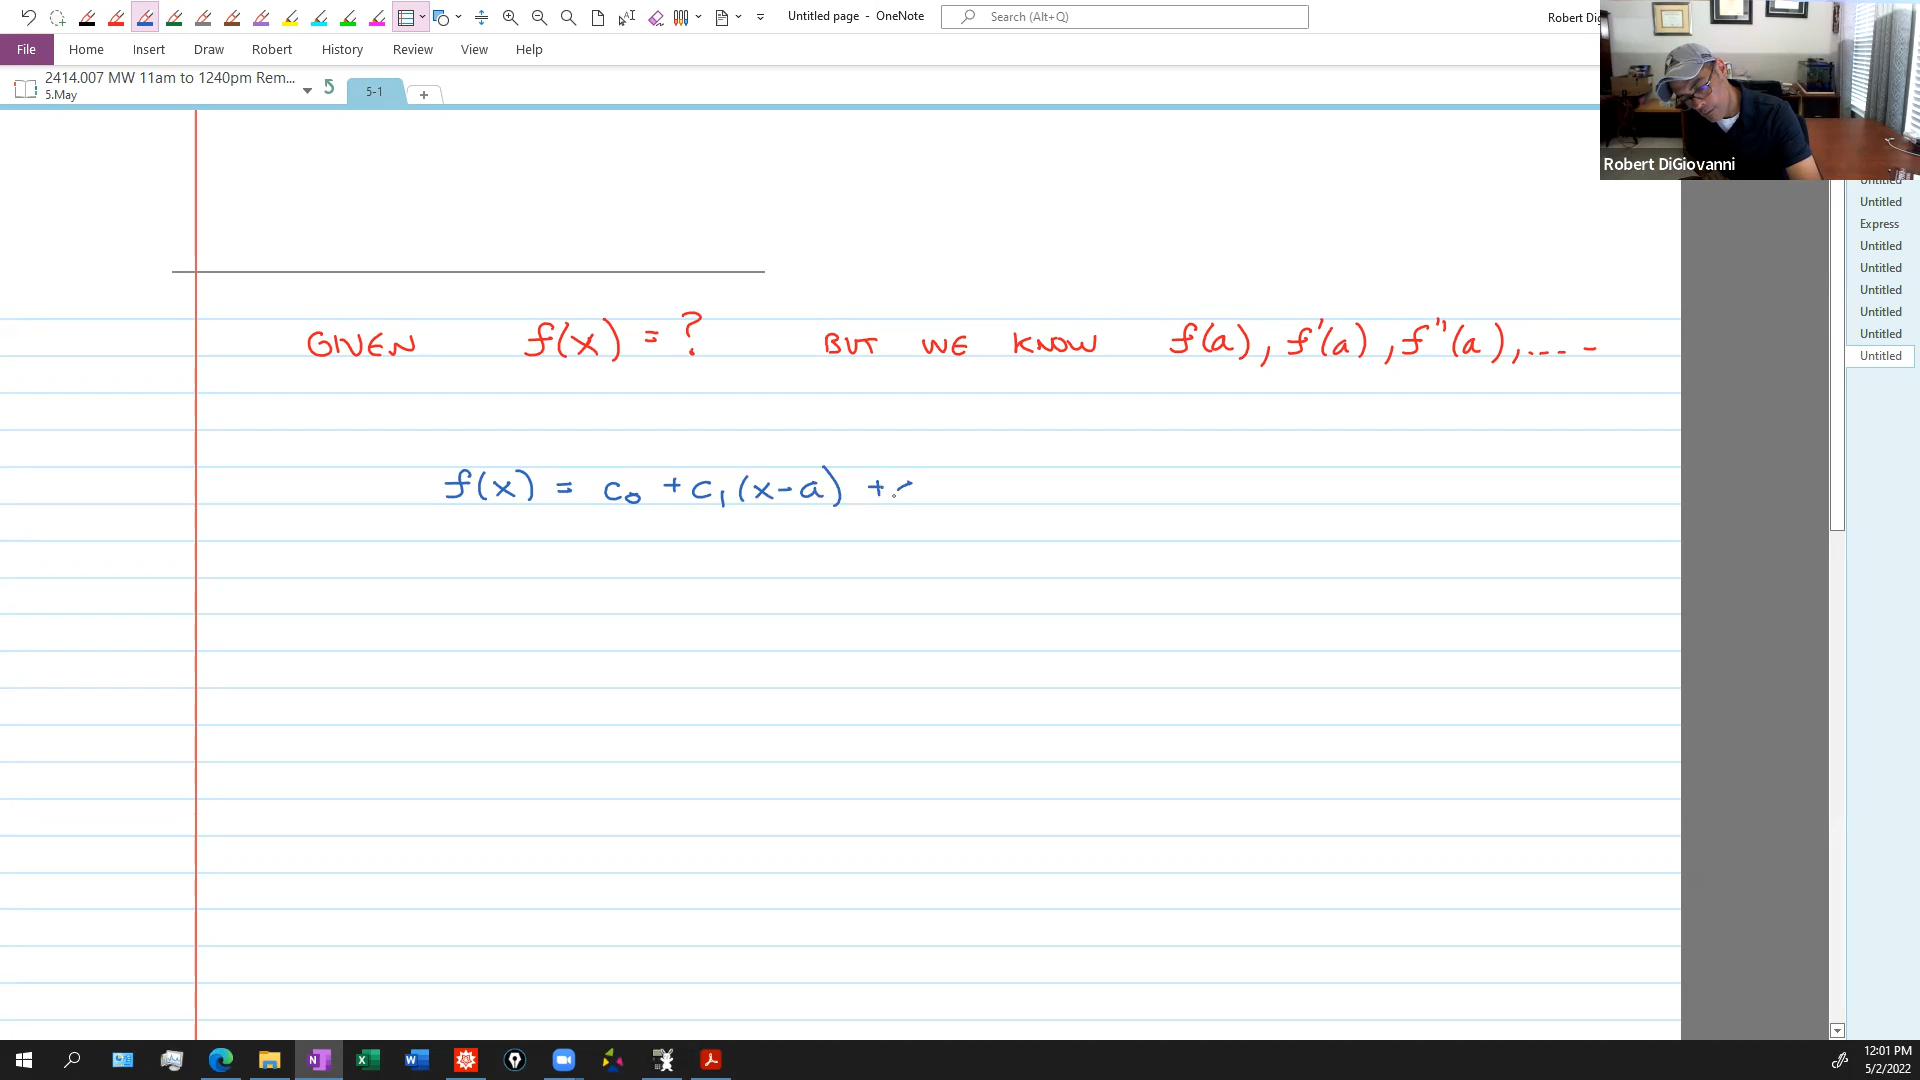 Untitled page - OneNote
Search (Alt+Q)
Robert Dig
File Home Insert Draw Robert History Review View Help
2414.007 MW 11am to 1240pm Rem...
5.May
5-1
+
Robert DiGiovanni
Untitled
Untitled
Express
Untitled
Untitled
Untitled
Untitled
Untitled
Untitled
GIVEN f(x) = ? BUT WE KNOW f(a), f'(a), f''(a), .... -
f(x) = c₀ + c₁(x-a) +
12:01 PM
5/2/2022